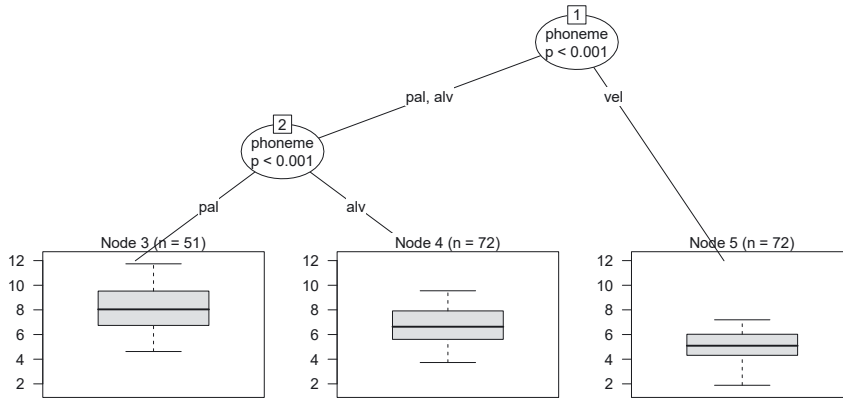 1
phoneme
p < 0.001
pal, alv
vel
2
phoneme
p < 0.001
pal
alv
Node 3 (n = 51)
12
10
8
6
4
2
Node 4 (n = 72)
12
10
8
6
4
2
Node 5 (n = 72)
12
10
8
6
4
2